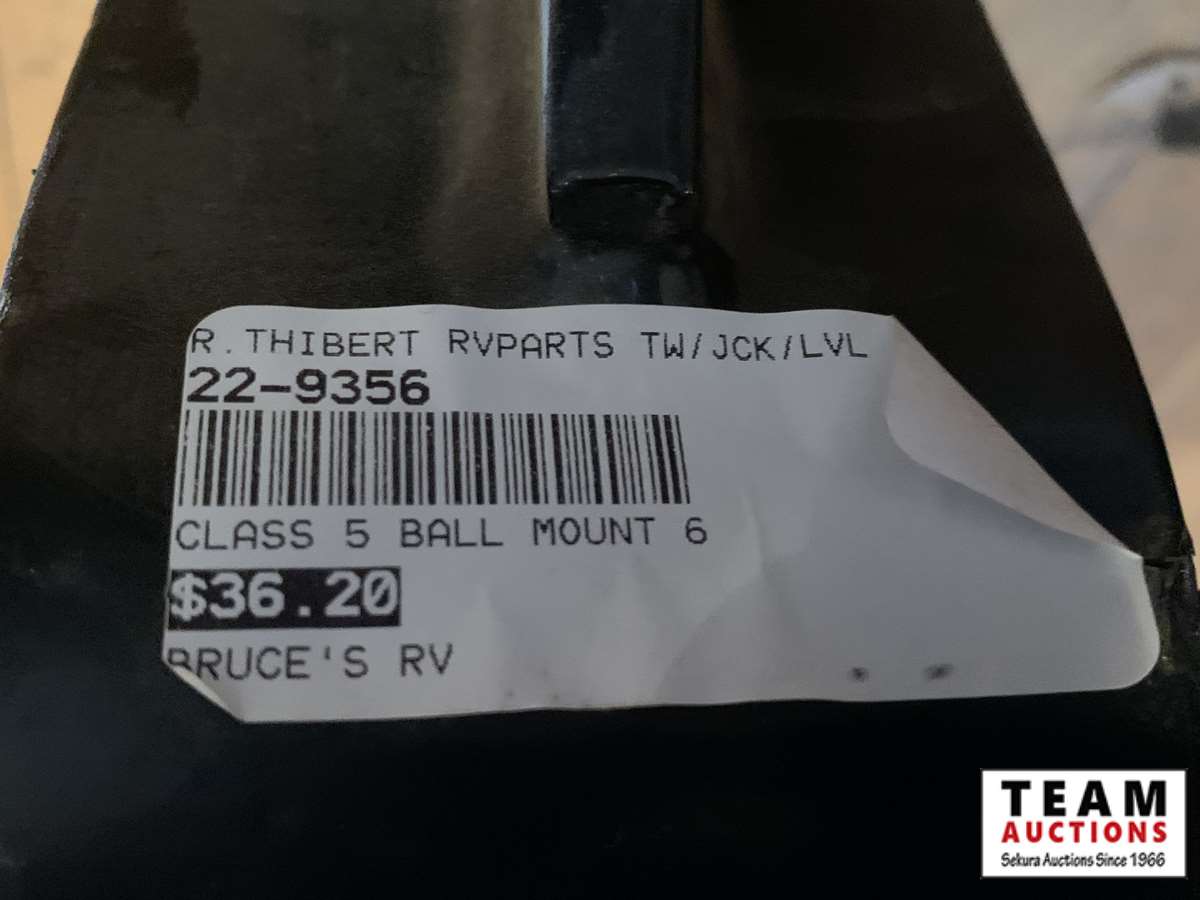 R.THIBERT RVPARTS TW/JCK/LVL
22-9356
CLASS 5 BALL MOUNT 6
$36.20
BRUCE'S RV
TEAM
AUCTIONS
Sekura Auctions Since 1966